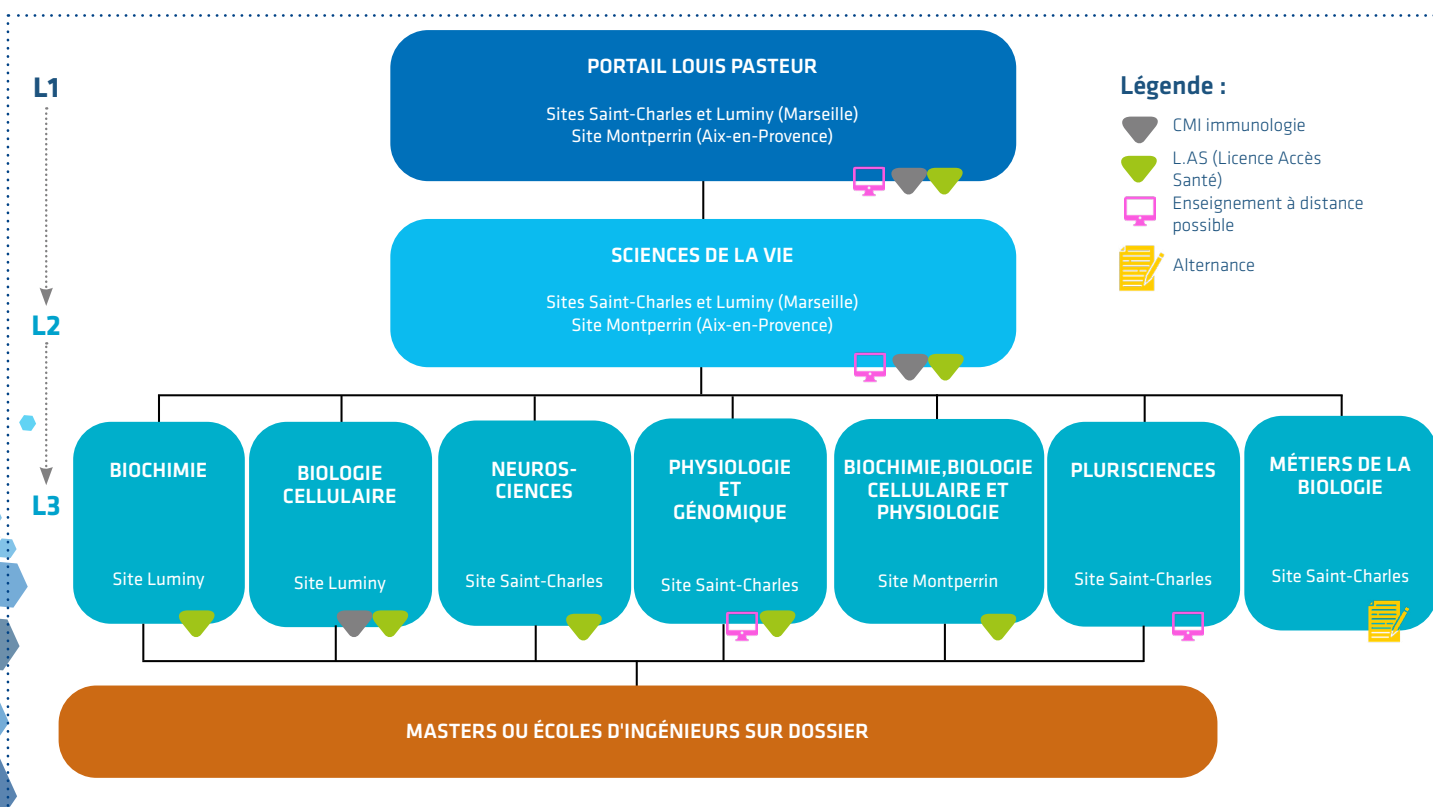 L1
PORTAIL LOUIS PASTEUR
Sites Saint-Charles et Luminy (Marseille)
Site Montperrin (Aix-en-Provence)
Légende :
CMI immunologie
L.AS (Licence Accès
Santé)
Enseignement à distance
possible
Alternance
L2
SCIENCES DE LA VIE
Sites Saint-Charles et Luminy (Marseille)
Site Montperrin (Aix-en-Provence)
L3
BIOCHIMIE
Site Luminy
BIOLOGIE
CELLULAIRE
Site Luminy
NEUROS-
CIENCES
Site Saint-Charles
PHYSIOLOGIE
ET
GÉNOMIQUE
Site Saint-Charles
BIOCHIMIE,BIOLOGIE
CELLULAIRE ET
PHYSIOLOGIE
Site Montperrin
PLURISCIENCES
Site Saint-Charles
MÉTIERS DE LA
BIOLOGIE
Site Saint-Charles
MASTERS OU ÉCOLES D'INGÉNIEURS SUR DOSSIER